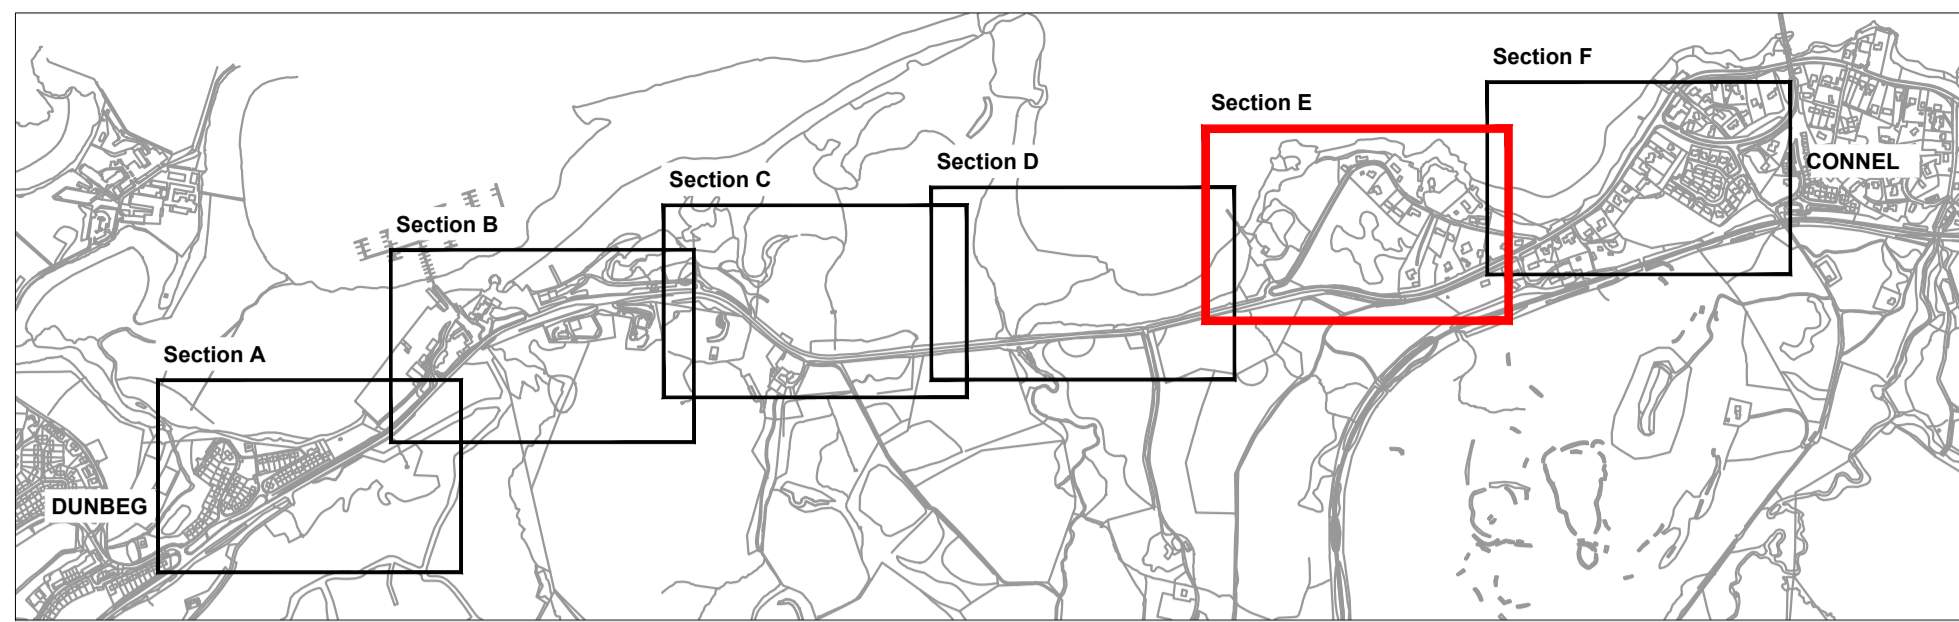 Section F
Section E
CONNEL
Section D
Section C
Section B
Section A
DUNBEG